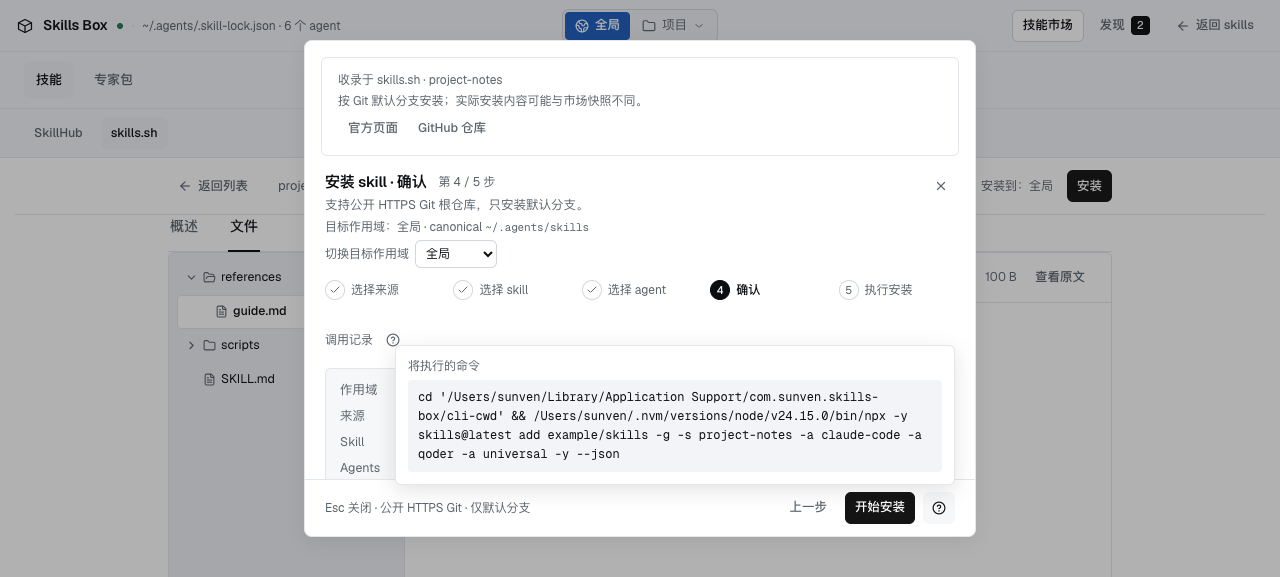 Skills Box
~/.agents/.skill-lock.json · 6 个 agent
全局
项目
技能市场
发现 2
返回 skills
技能
专家包
SkillHub
skills.sh
收录于 skills.sh · project-notes
按 Git 默认分支安装；实际安装内容可能与市场快照不同。
官方页面
GitHub 仓库
返回列表
proje
安装到：全局
安装
概述
文件
references
guide.md
scripts
SKILL.md
100 B
查看原文
安装 skill · 确认 第 4 / 5 步
支持公开 HTTPS Git 根仓库，只安装默认分支。
目标作用域：全局 · canonical ~/.agents/skills
切换目标作用域 全局
选择来源
选择 skill
选择 agent
4 确认
5 执行安装
调用记录
作用域
来源
Skill
Agents
将执行的命令
cd '/Users/sunven/Library/Application Support/com.sunven.skills-
box/cli-cwd' && /Users/sunven/.nvm/versions/node/v24.15.0/bin/npx -y
skills@latest add example/skills -g -s project-notes -a claude-code -a
qoder -a universal -y --json
Esc 关闭 · 公开 HTTPS Git · 仅默认分支
上一步
开始安装